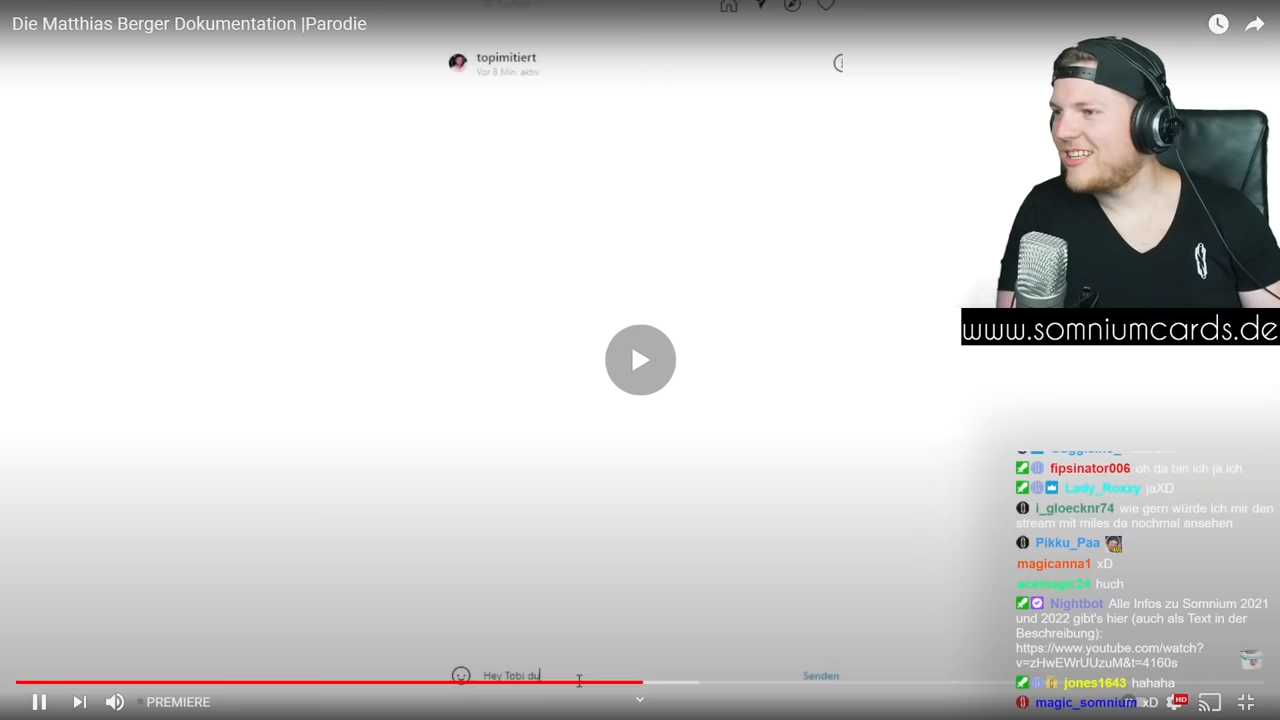 Die Matthias Berger Dokumentation |Parodie
topimitiert
Vor 8 Min. aktiv
www.somniumcards.de
fipsinator006 oh da bin ich ja ich
Lady_Roxxy jaXD
i_gloecknr74 wie gern würde ich mir den
stream mit miles da nochmal ansehen
Pikku_Paa
magicanna1 xD
acemagic24 huch
Nightbot Alle Infos zu Somnium 2021
und 2022 gibt's hier (auch als Text in der
Beschreibung):
https://www.youtube.com/watch?
v=zHwEWrUUzuM&t=4160s
jones1643 hahaha
magic_somnium xD
Hey Tobi du
Senden
PREMIERE
HD